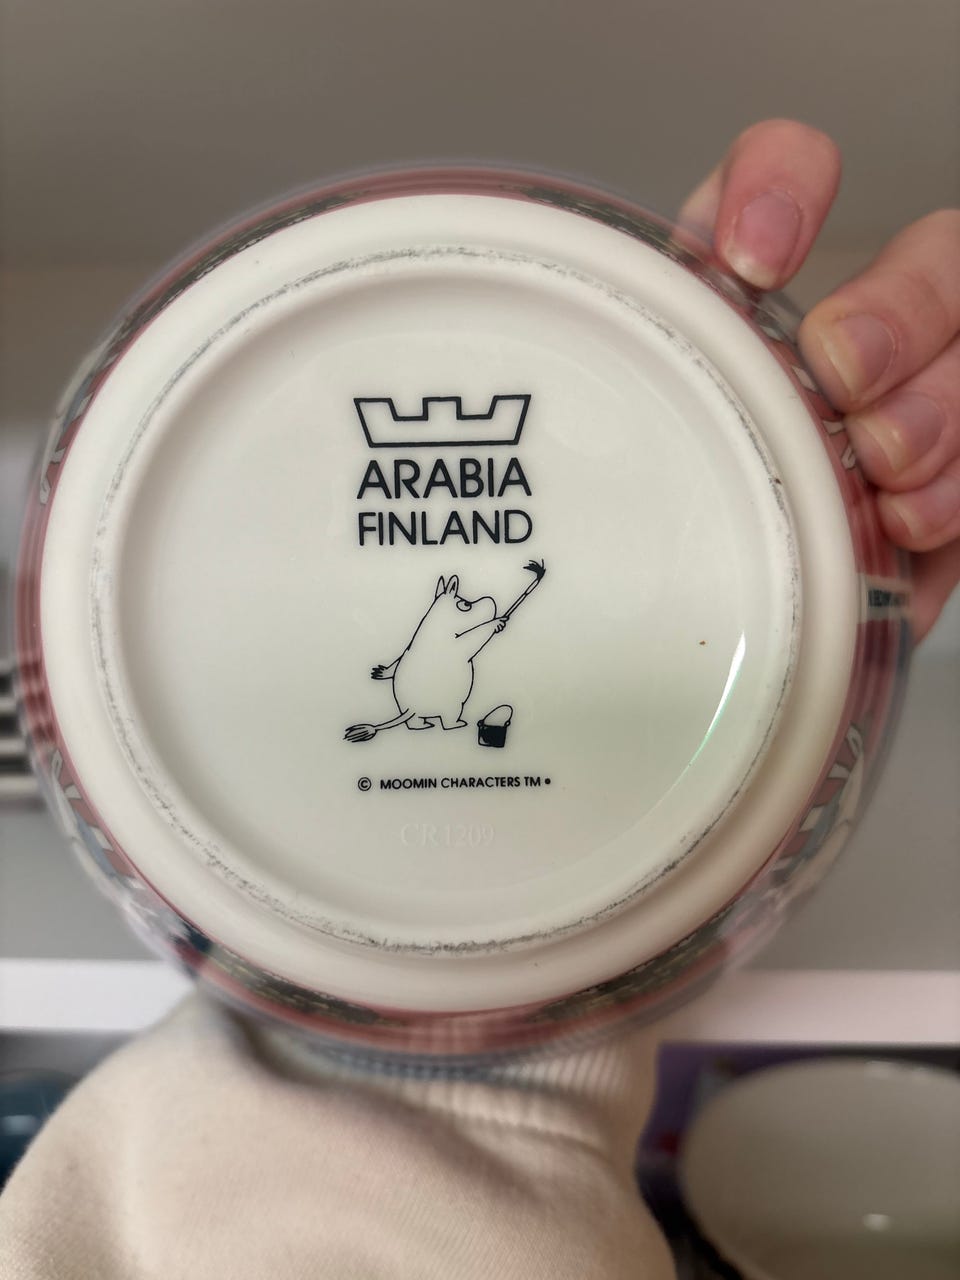 ARABIA
FINLAND
© MOOMIN CHARACTERS TM •
CR1209